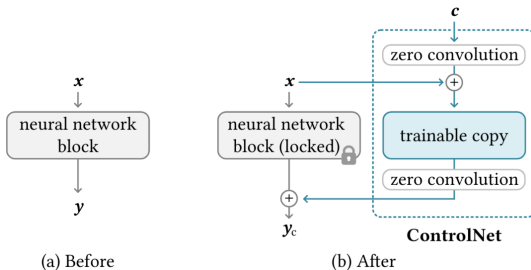 c
zero convolution
x
x
+
neural network
block
neural network
block (locked)
trainable copy
zero convolution
+
y
y_c
ControlNet
(a) Before
(b) After